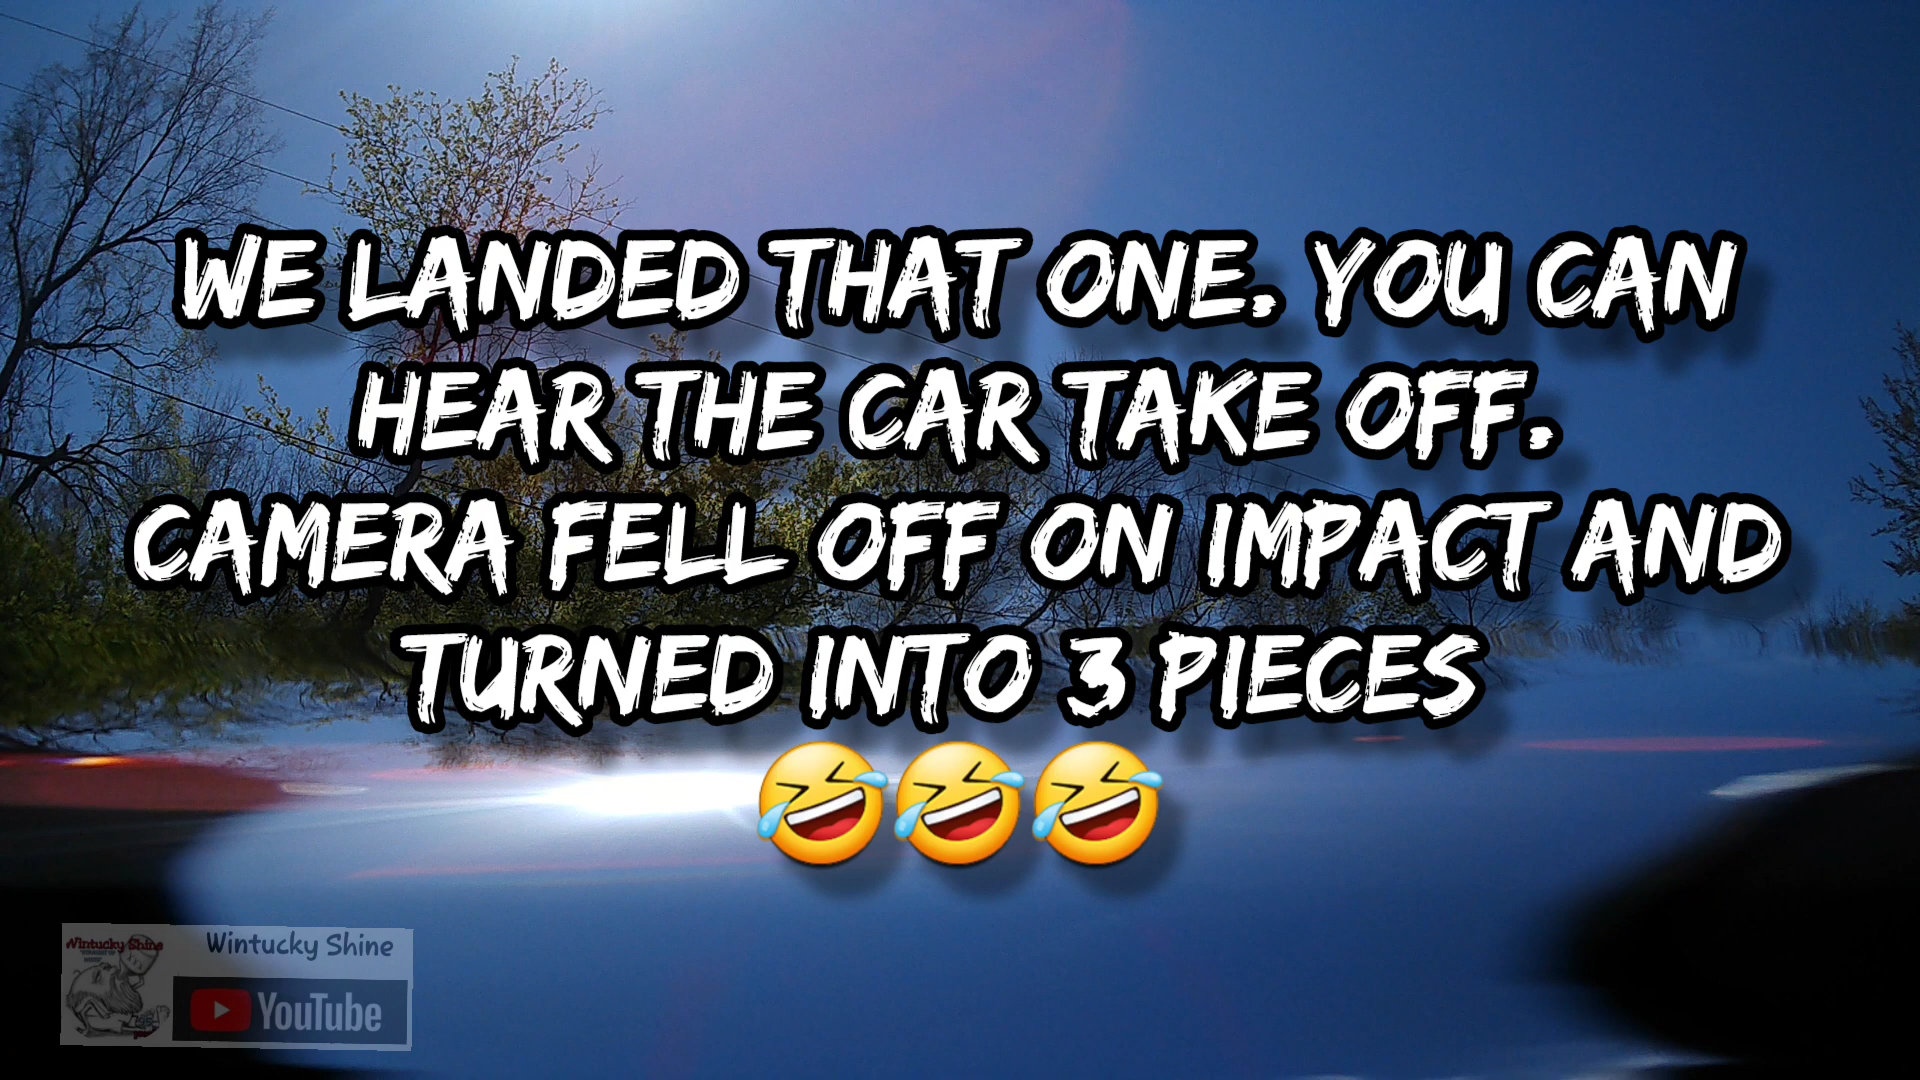 WE LANDED THAT ONE. YOU CAN
HEAR THE CAR TAKE OFF.
CAMERA FELL OFF ON IMPACT AND
TURNED INTO 3 PIECES
🤣🤣🤣
Wintucky Shine
Wintucky Shine
YouTube